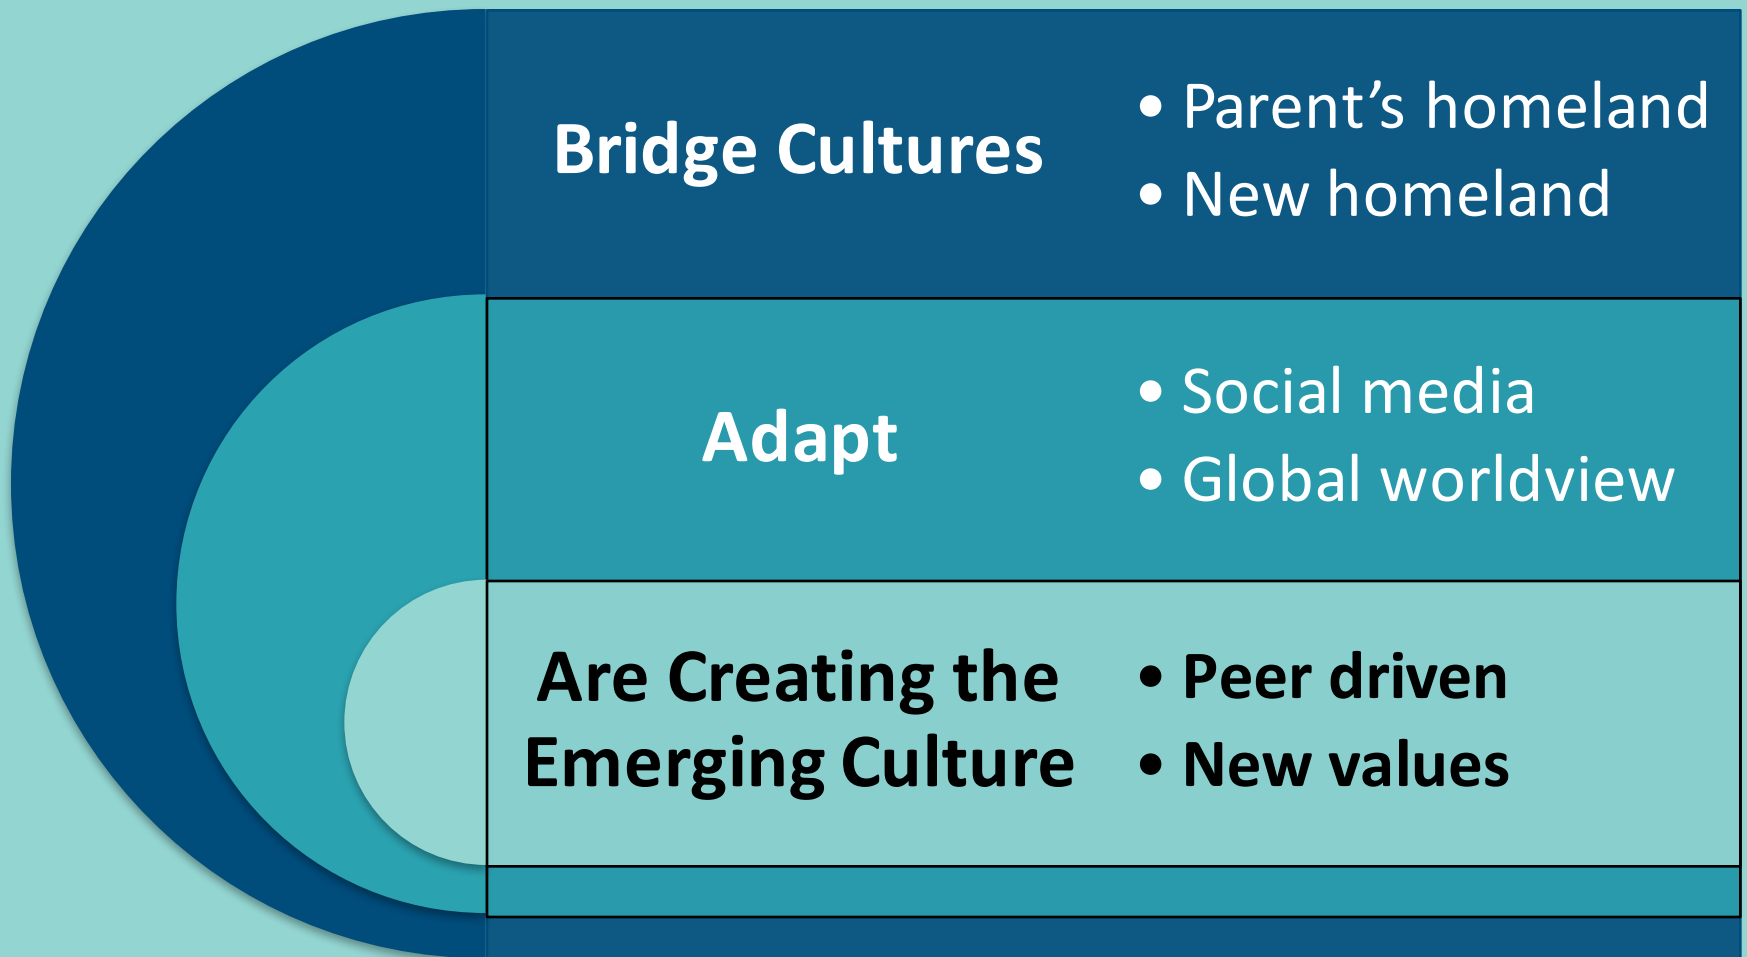 Bridge Cultures
• Parent’s homeland
• New homeland
Adapt
• Social media
• Global worldview
Are Creating the
Emerging Culture
• Peer driven
• New values